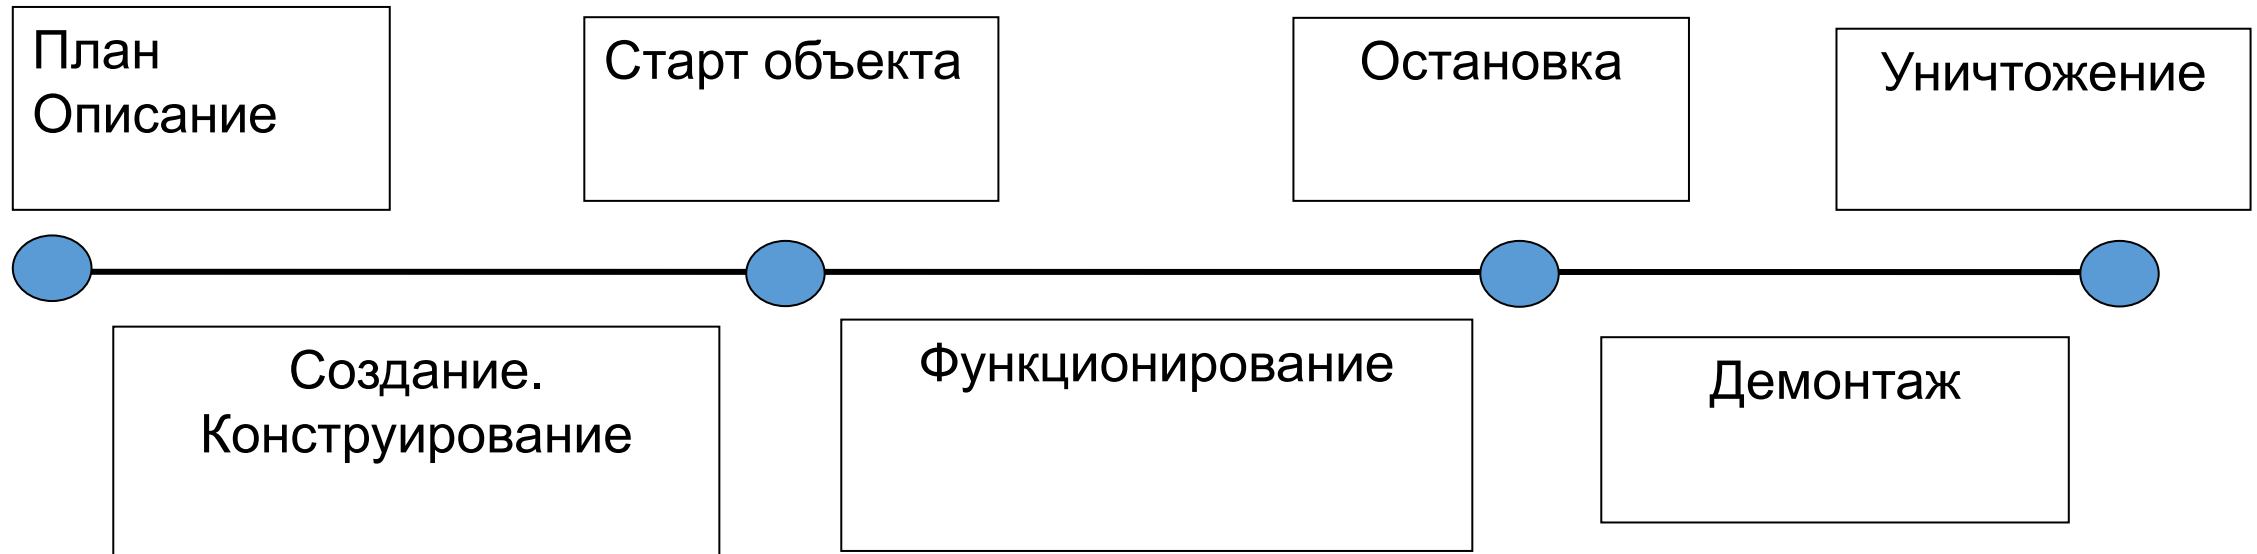 План
Описание
Старт объекта
Остановка
Уничтожение
Создание.
Конструирование
Функционирование
Демонтаж